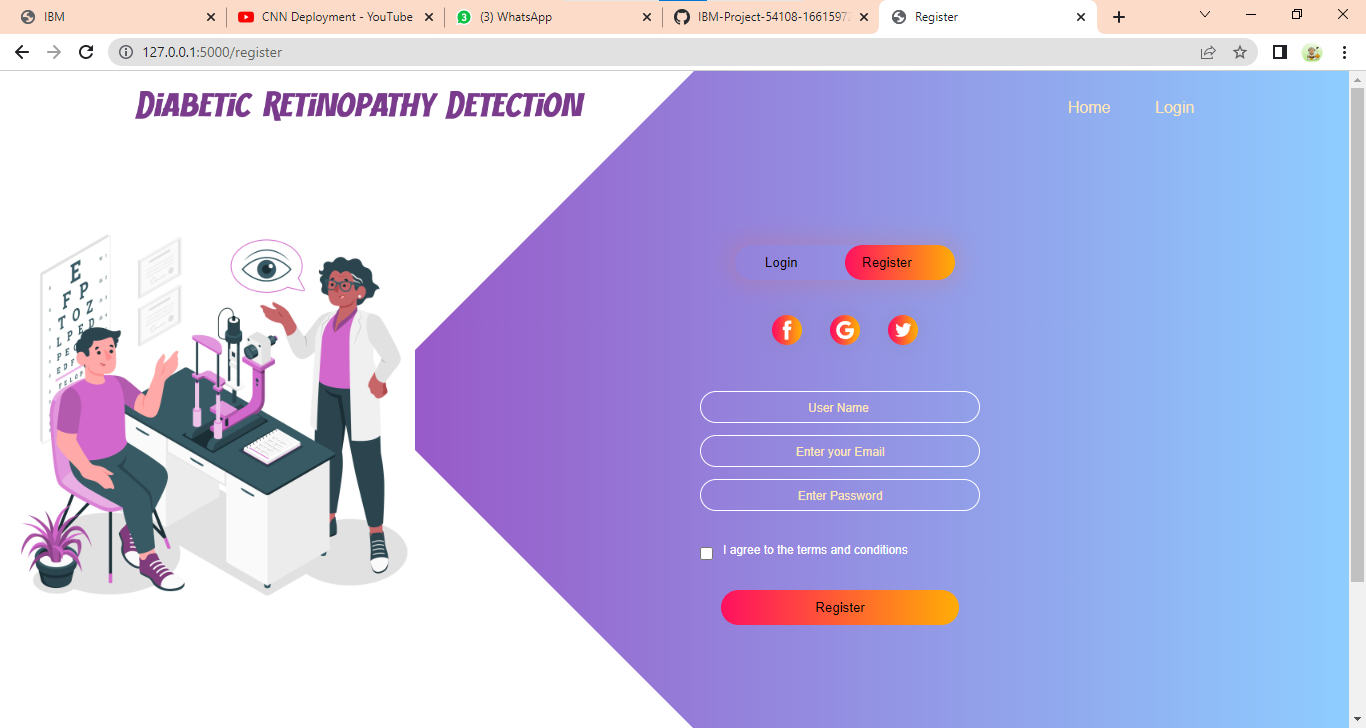 IBM
CNN Deployment - YouTube
(3) WhatsApp
IBM-Project-54108-1661597
Register
127.0.0.1:5000/register
Diabetic Retinopathy Detection
Home
Login
E
F P
T O Z
L P E D
Login
Register
User Name
Enter your Email
Enter Password
I agree to the terms and conditions
Register